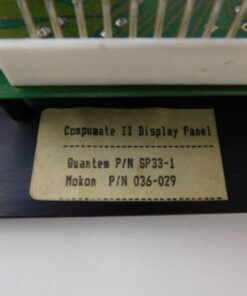 Compumate II Display Panel
Quantem P/N SP33-1
Mokon P/N 036-029